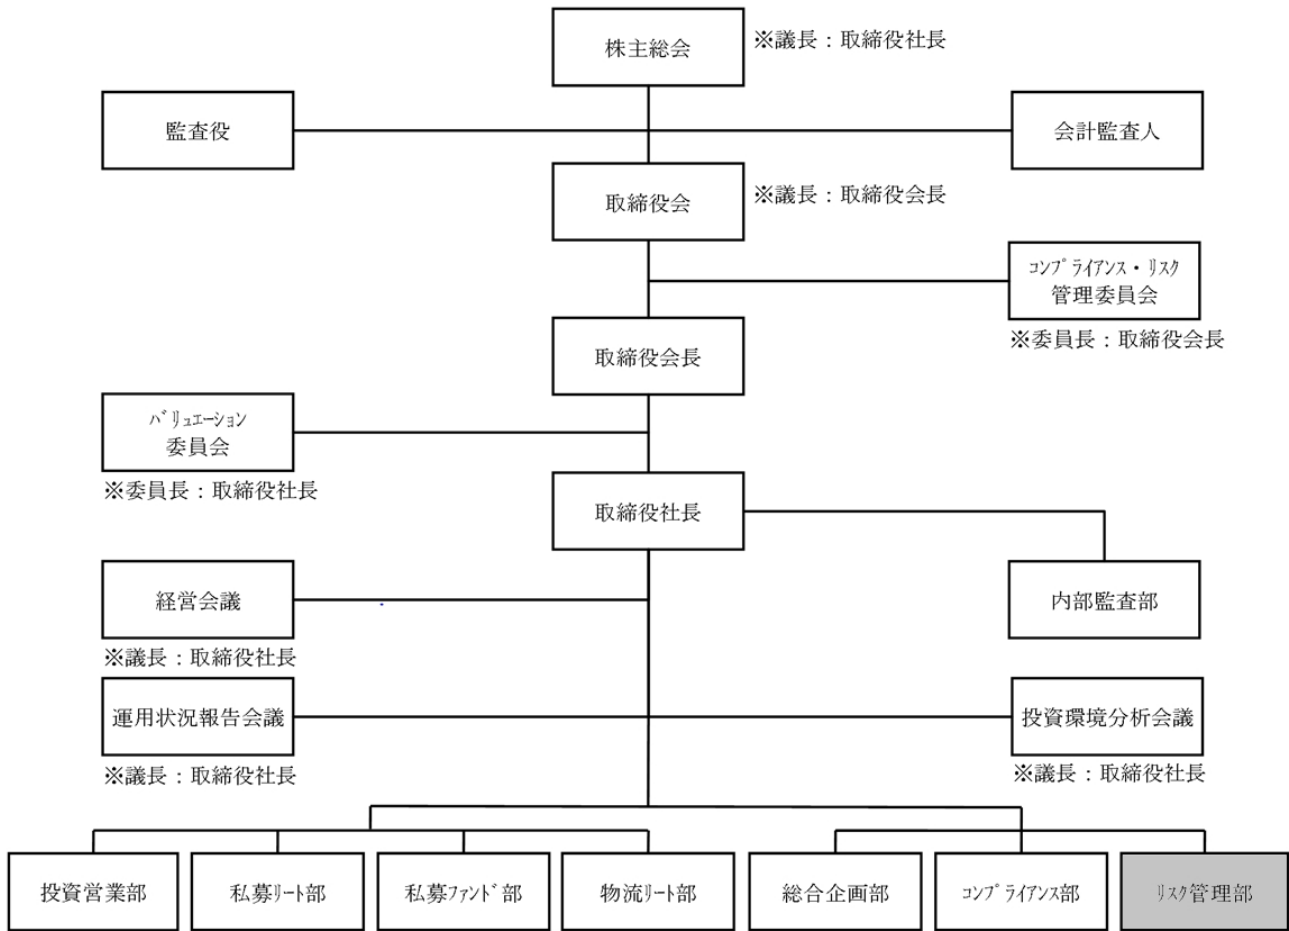 株主総会
※議長：取締役社長
監査役
会計監査人
取締役会
※議長：取締役会長
ｺﾝﾌﾟﾗｲｱﾝｽ・ﾘｽｸ
管理委員会
※委員長：取締役会長
取締役会長
ﾊﾞﾘｭｴｰｼｮﾝ
委員会
※委員長：取締役社長
取締役社長
経営会議
※議長：取締役社長
内部監査部
運用状況報告会議
※議長：取締役社長
投資環境分析会議
※議長：取締役社長
投資営業部
私募ﾘｰﾄ部
私募ﾌｧﾝﾄﾞ部
物流ﾘｰﾄ部
総合企画部
ｺﾝﾌﾟﾗｲｱﾝｽ部
ﾘｽｸ管理部